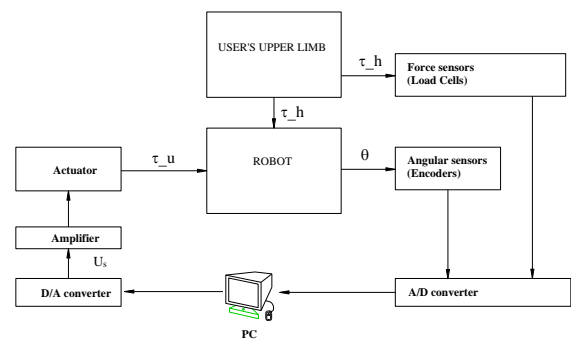 USER'S UPPER LIMB
τ_h
Force sensors
(Load Cells)
τ_h
Actuator
τ_u
ROBOT
θ
Angular sensors
(Encoders)
Amplifier
Us
D/A converter
PC
A/D converter